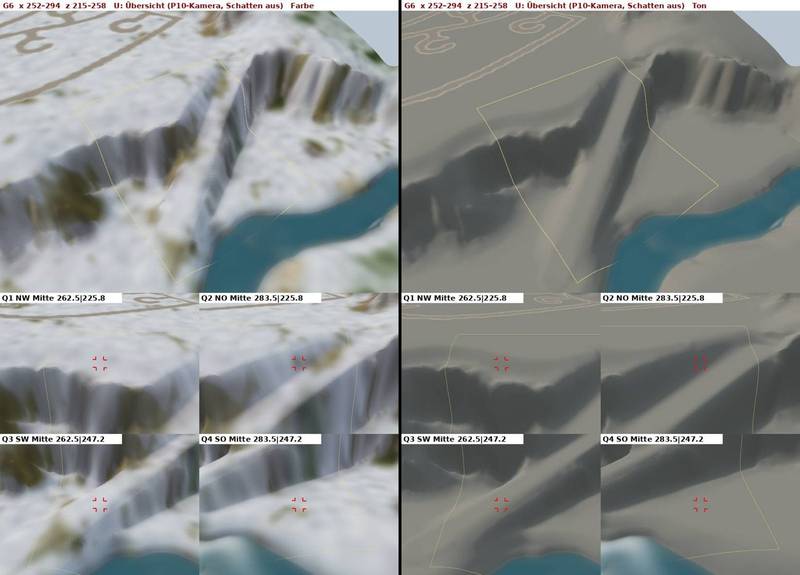 G6 x 252–294 z 215–258 U: Übersicht (P10-Kamera, Schatten aus) Farbe
G6 x 252–294 z 215–258 U: Übersicht (P10-Kamera, Schatten aus) Ton
Q1 NW Mitte 262.5|225.8
Q2 NO Mitte 283.5|225.8
Q1 NW Mitte 262.5|225.8
Q2 NO Mitte 283.5|225.8
Q3 SW Mitte 262.5|247.2
Q4 SO Mitte 283.5|247.2
Q3 SW Mitte 262.5|247.2
Q4 SO Mitte 283.5|247.2